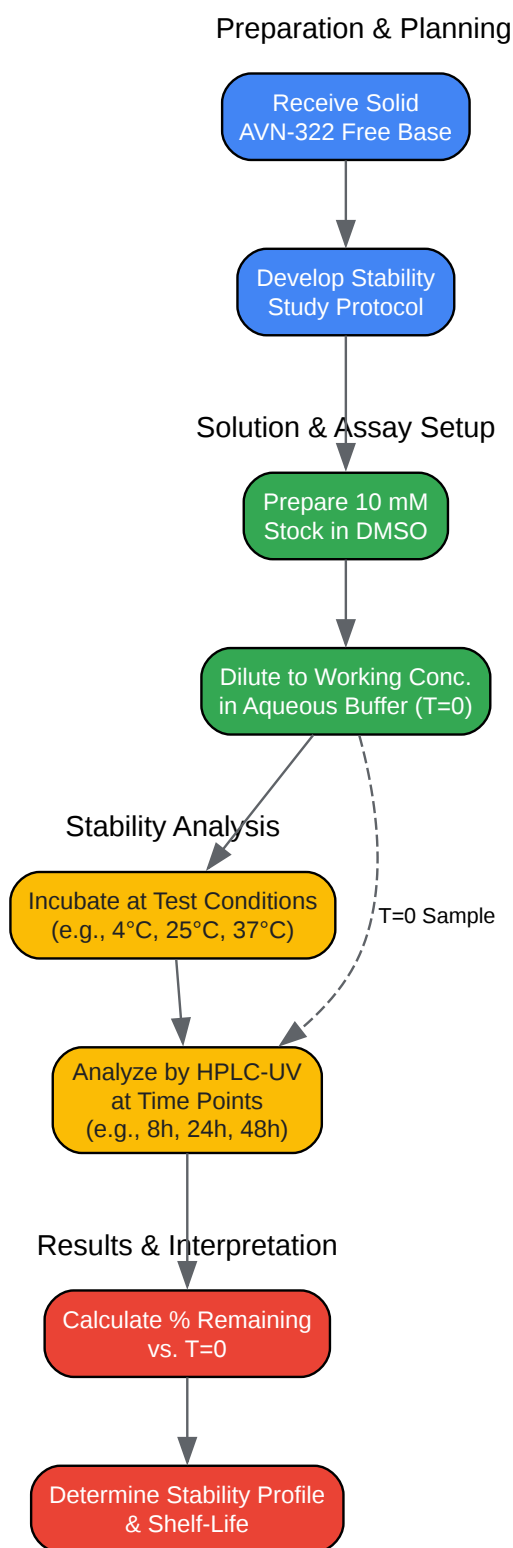 Preparation & Planning
Receive Solid
AVN-322 Free Base
Develop Stability
Study Protocol
Solution & Assay Setup
Prepare 10 mM
Stock in DMSO
Dilute to Working Conc.
in Aqueous Buffer (T=0)
Stability Analysis
Incubate at Test Conditions
(e.g., 4°C, 25°C, 37°C)
T=0 Sample
Analyze by HPLC-UV
at Time Points
(e.g., 8h, 24h, 48h)
Results & Interpretation
Calculate % Remaining
vs. T=0
Determine Stability Profile
& Shelf-Life